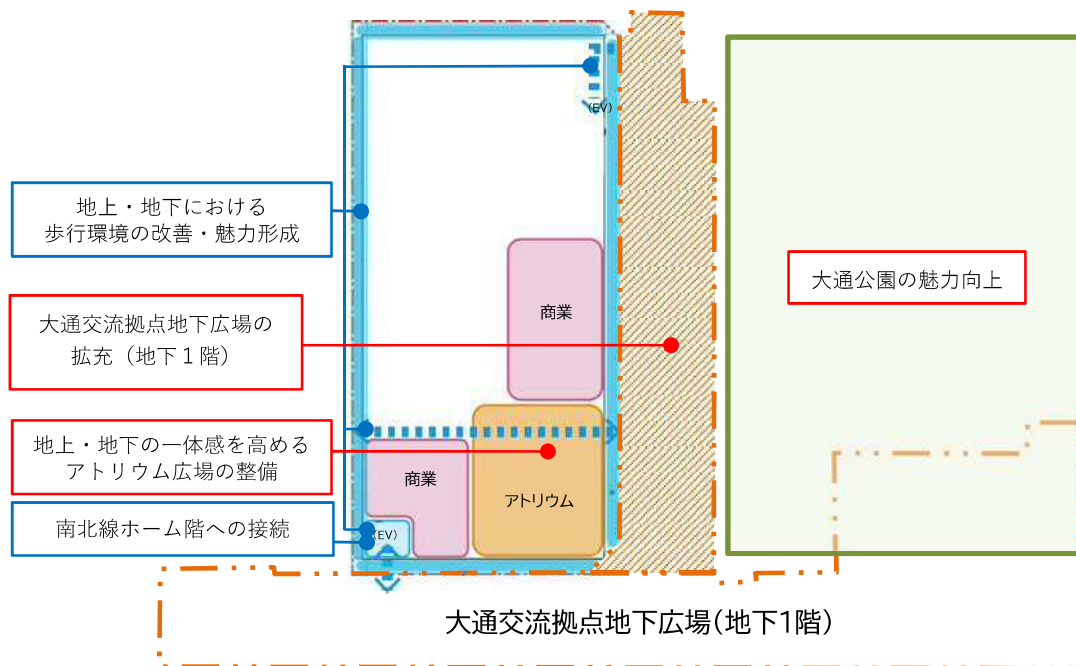 (EV)
地上・地下における
歩行環境の改善・魅力形成
大通公園の魅力向上
商業
大通交流拠点地下広場の
拡充（地下１階）
地上・地下の一体感を高める
アトリウム広場の整備
商業
アトリウム
南北線ホーム階への接続
(EV)
大通交流拠点地下広場(地下1階)